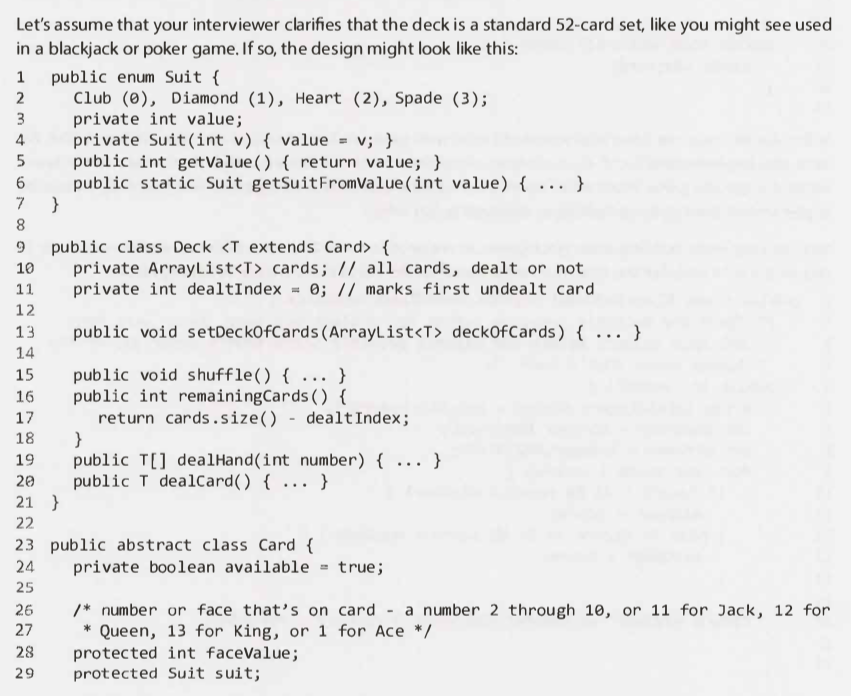 Let's assume that your interviewer clarifies that the deck is a standard 52-card set, like you might see used
in a blackjack or poker game. If so, the design might look like this:
1 public enum Suit {
2 Club (0), Diamond (1), Heart (2), Spade (3);
3 private int value;
4 private Suit(int v) { value = v; }
5 public int getValue() { return value; }
6 public static Suit getSuitFromValue(int value) { ... }
7 }
8
9 public class Deck <T extends Card> {
10 private ArrayList<T> cards; // all cards, dealt or not
11 private int dealtIndex = 0; // marks first undealt card
12
13 public void setDeckOfCards(ArrayList<T> deckOfCards) { ... }
14
15 public void shuffle() { ... }
16 public int remainingCards() {
17 return cards.size() - dealtIndex;
18 }
19 public T[] dealHand(int number) { ... }
20 public T dealCard() { ... }
21 }
22
23 public abstract class Card {
24 private boolean available = true;
25
26 /* number or face that's on card - a number 2 through 10, or 11 for Jack, 12 for
27 * Queen, 13 for King, or 1 for Ace */
28 protected int faceValue;
29 protected Suit suit;